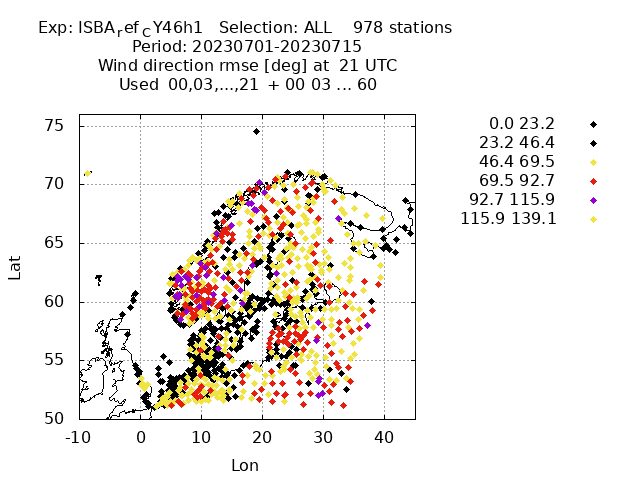 Exp: ISBA_ref_C Y46h1   Selection: ALL    978 stations
Period: 20230701-20230715
Wind direction rmse [deg] at  21 UTC
Used  00,03,...,21 + 00 03 ... 60
0.0 23.2
23.2 46.4
46.4 69.5
69.5 92.7
92.7 115.9
115.9 139.1
75
70
65
60
55
50
Lat
-10 0 10 20 30 40
Lon